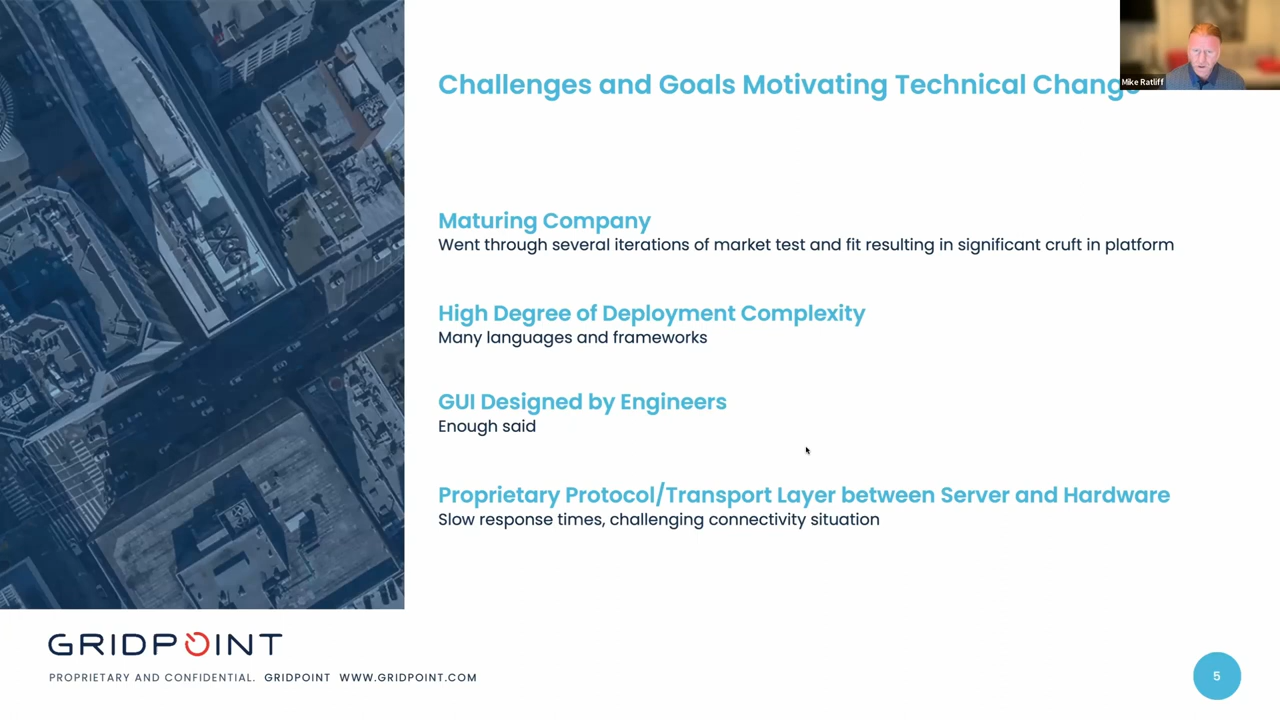 Challenges and Goals Motivating Technical Change
Mike Ratliff
Maturing Company
Went through several iterations of market test and fit resulting in significant cruft in platform
High Degree of Deployment Complexity
Many languages and frameworks
GUI Designed by Engineers
Enough said
Proprietary Protocol/Transport Layer between Server and Hardware
Slow response times, challenging connectivity situation
GRIDPOINT
PROPRIETARY AND CONFIDENTIAL. GRIDPOINT WWW.GRIDPOINT.COM
5